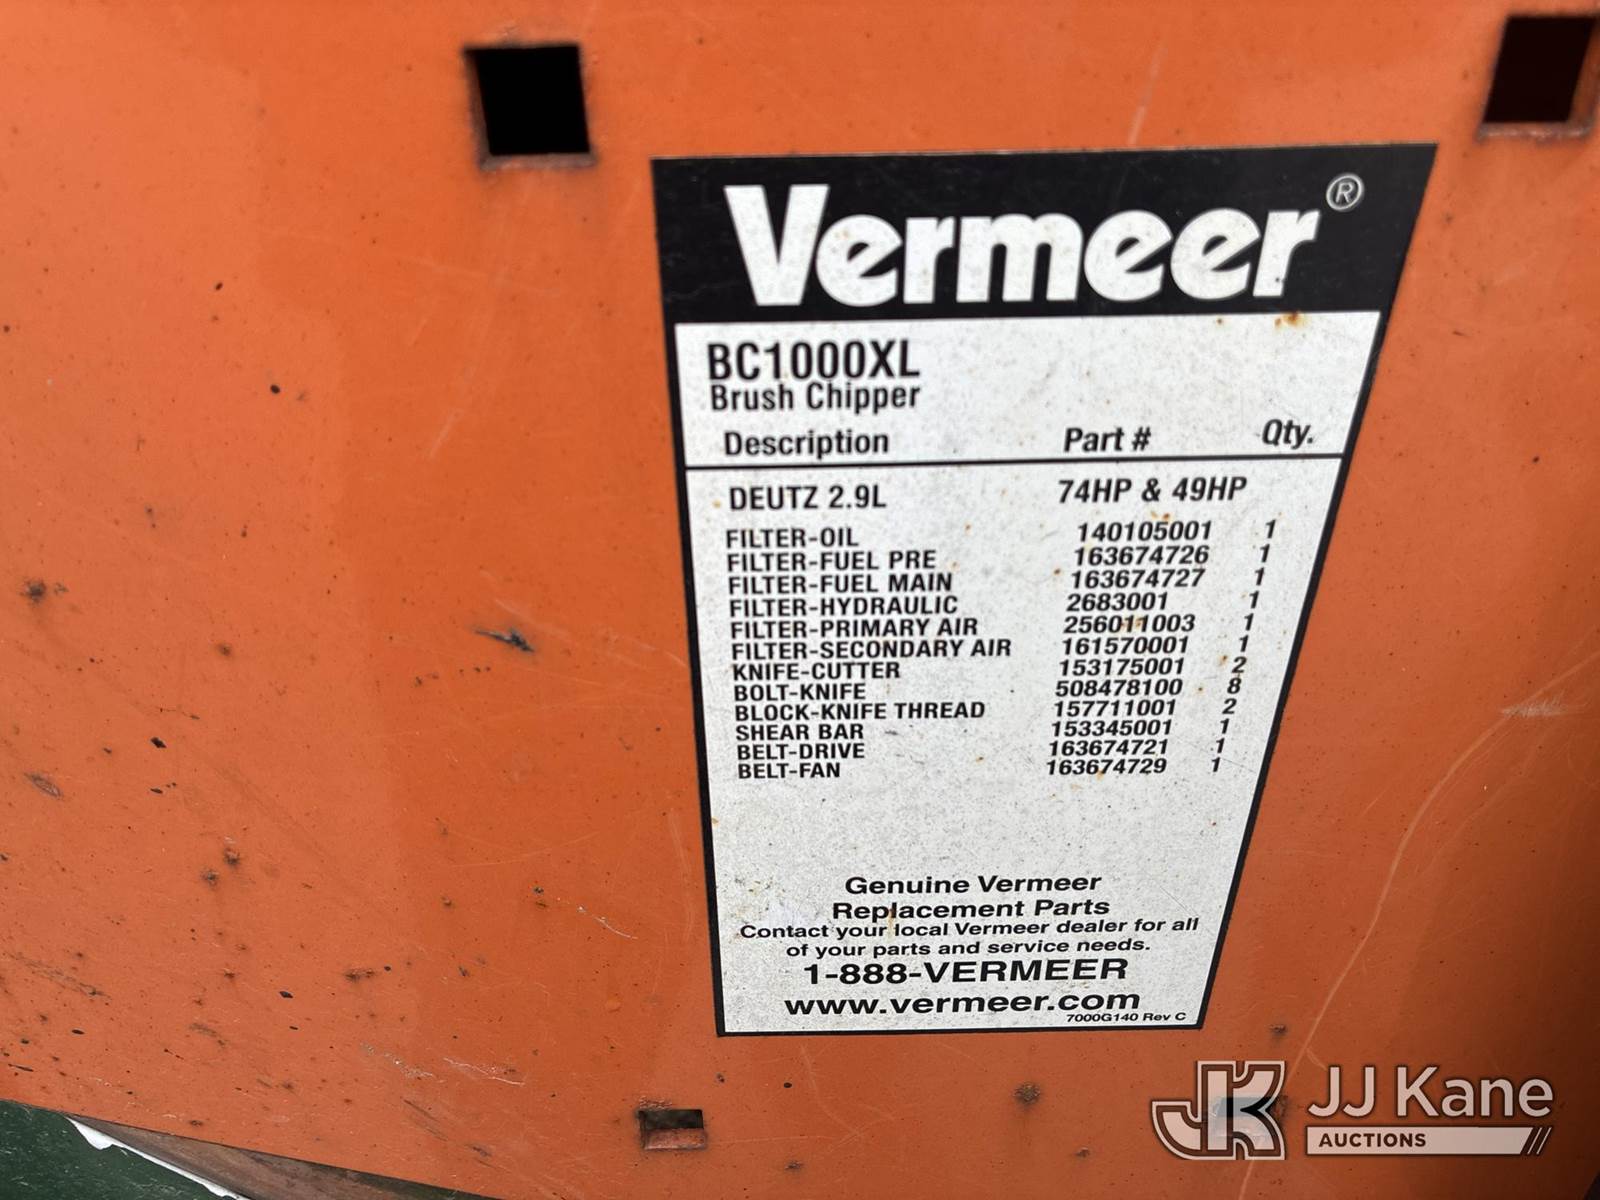 Vermeer®
BC1000XL
Brush Chipper
Description Part # Qty.
DEUTZ 2.9L 74HP & 49HP
FILTER-OIL 140105001 1
FILTER-FUEL PRE 163674726 1
FILTER-FUEL MAIN 163674727 1
FILTER-HYDRAULIC 2683001 1
FILTER-PRIMARY AIR 256011003 1
FILTER-SECONDARY AIR 161570001 1
KNIFE-CUTTER 153175001 2
BOLT-KNIFE 508478100 8
BLOCK-KNIFE THREAD 157711001 2
SHEAR BAR 153345001 1
BELT-DRIVE 163674721 1
BELT-FAN 163674729 1
Genuine Vermeer
Replacement Parts
Contact your local Vermeer dealer for all
of your parts and service needs.
1-888-VERMEER
www.vermeer.com
7000G140 Rev C
JK JJ Kane
AUCTIONS